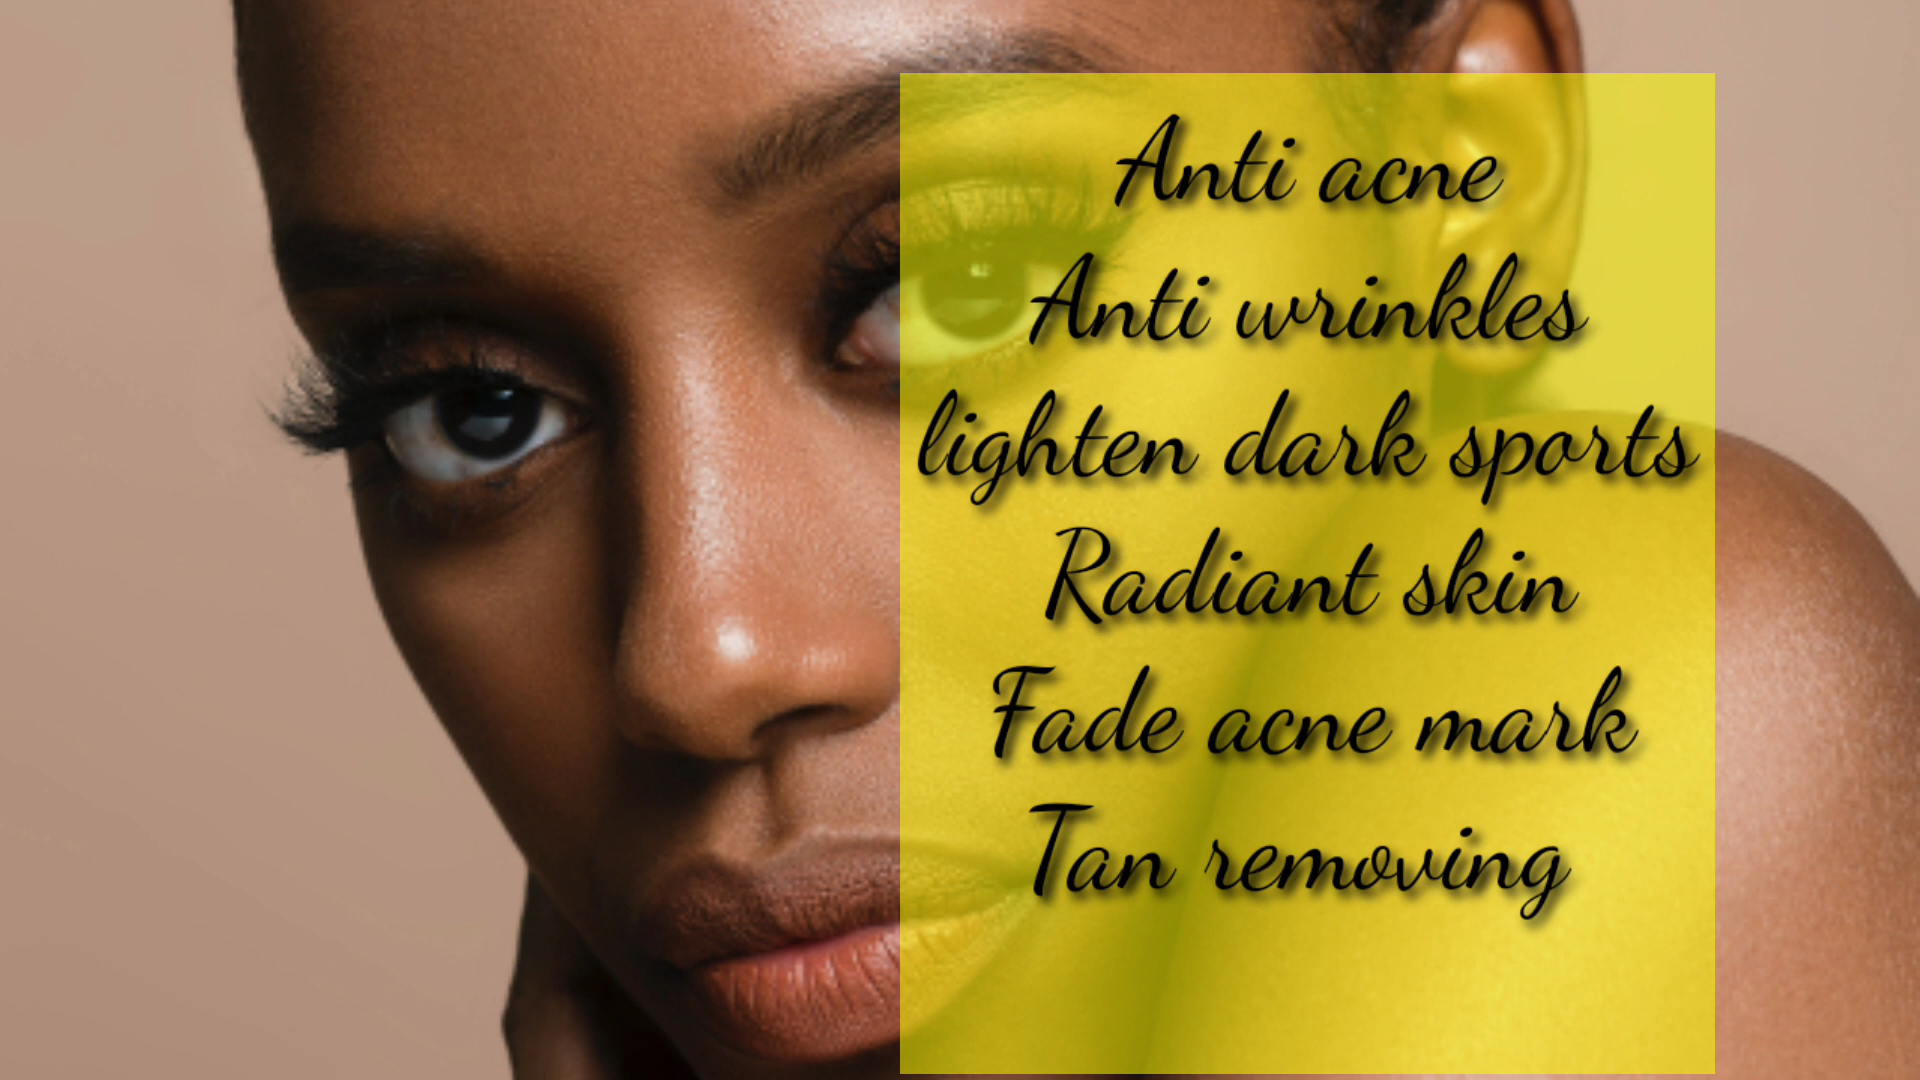 Anti acne
Anti wrinkles
lighten dark sports
Radiant skin
Fade acne mark
Tan removing